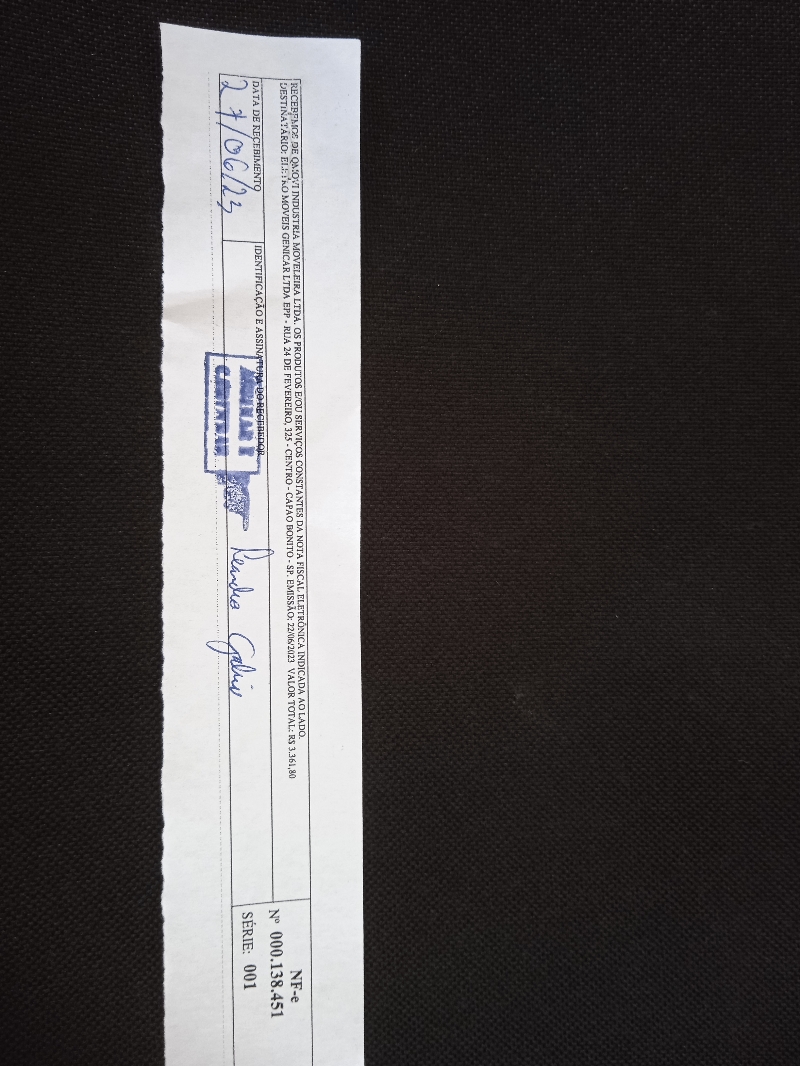 RECEBEMOS DE QMOVI INDUSTRIA MOVELEIRA LTDA. OS PRODUTOS E/OU SERVIÇOS CONSTANTES DA NOTA FISCAL ELETRÔNICA INDICADA AO LADO.
DESTINATÁRIO: ELETRO MOVEIS GENICAR LTDA EPP - RUA 24 DE FEVEREIRO, 325 - CENTRO - CAPAO BONITO - SP. EMISSÃO: 22/06/2023 VALOR TOTAL: R$ 3.361,80
DATA DE RECEBIMENTO
27/06/23
IDENTIFICAÇÃO E ASSINATURA DO RECEBEDOR
Leandro
NF-e
Nº 000.138.451
SÉRIE: 001